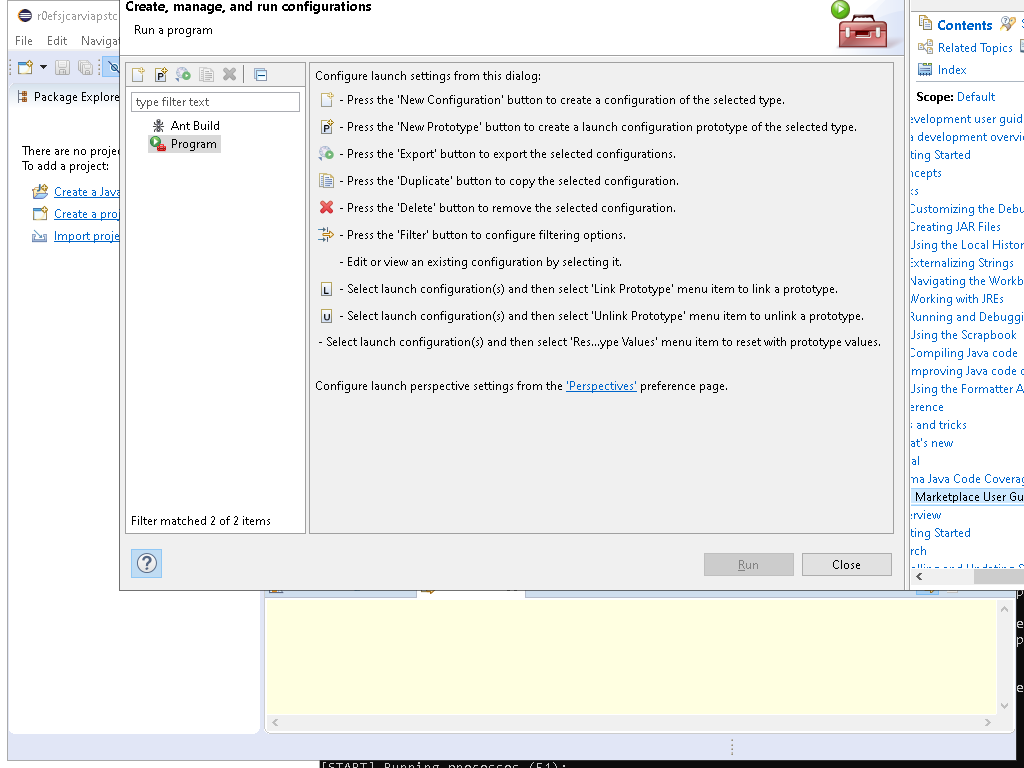 Create, manage, and run configurations
Run a program
r0efsjcarviapstc
File Edit Navigat
Package Explore
There are no proje
To add a project:
Create a Java
Create a proj
Import proje
type filter text
Ant Build
Program
Filter matched 2 of 2 items
Configure launch settings from this dialog:
- Press the 'New Configuration' button to create a configuration of the selected type.
- Press the 'New Prototype' button to create a launch configuration prototype of the selected type.
- Press the 'Export' button to export the selected configurations.
- Press the 'Duplicate' button to copy the selected configuration.
- Press the 'Delete' button to remove the selected configuration.
- Press the 'Filter' button to configure filtering options.
- Edit or view an existing configuration by selecting it.
L - Select launch configuration(s) and then select 'Link Prototype' menu item to link a prototype.
U - Select launch configuration(s) and then select 'Unlink Prototype' menu item to unlink a prototype.
- Select launch configuration(s) and then select 'Res...ype Values' menu item to reset with prototype values.
Configure launch perspective settings from the 'Perspectives' preference page.
Run
Close
Contents
Related Topics
Index
Scope: Default
evelopment user guid
a development overvi
ting Started
ncepts
ks
Customizing the Debu
Creating JAR Files
Using the Local Histor
Externalizing Strings
Navigating the Workb
Working with JREs
Running and Debuggi
Using the Scrapbook
Compiling Java code
mproving Java code c
Using the Formatter A
erence
s and tricks
at's new
al
ma Java Code Coverag
Marketplace User Gu
erview
ting Started
rch
[START] Running processes (51):